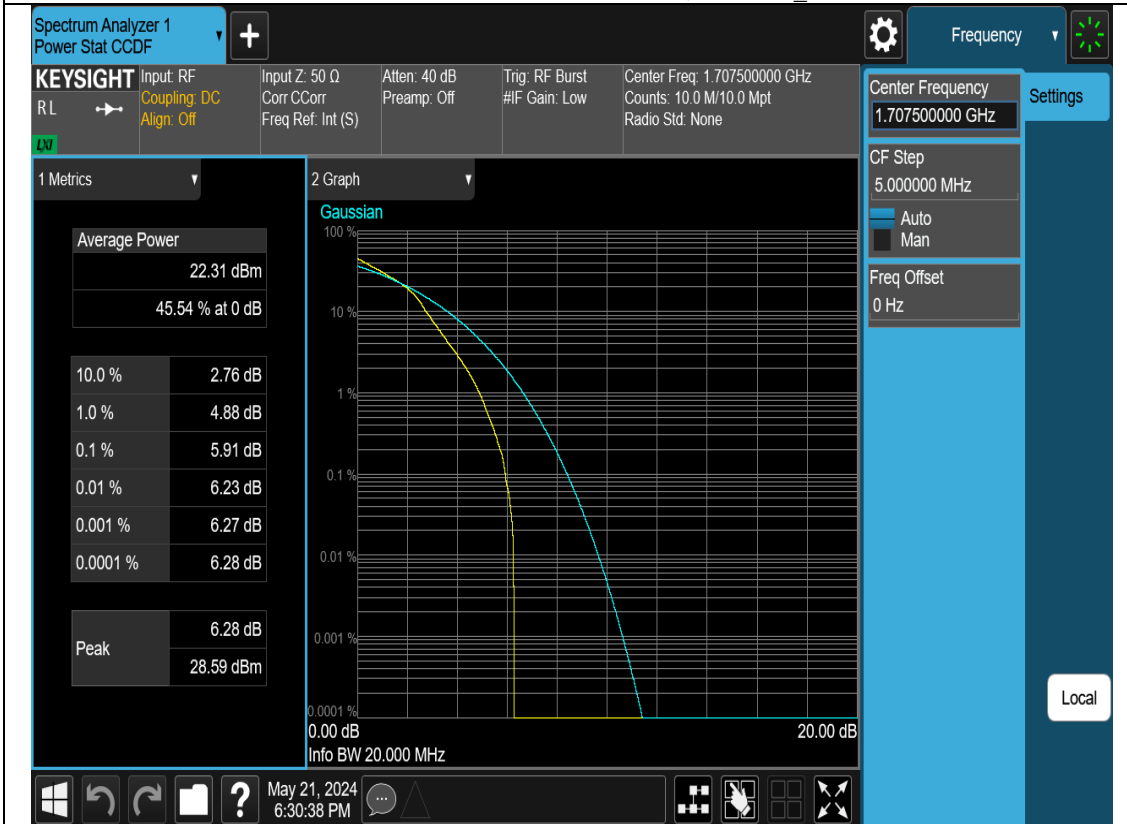 Spectrum Analyzer 1
Power Stat CCDF
Frequency
KEYSIGHT
RL
LXI
Input: RF
Coupling: DC
Align: Off
Input Z: 50 Ω
Corr CCorr
Freq Ref: Int (S)
Atten: 40 dB
Preamp: Off
Trig: RF Burst
#IF Gain: Low
Center Freq: 1.707500000 GHz
Counts: 10.0 M/10.0 Mpt
Radio Std: None
Center Frequency
1.707500000 GHz
Settings
CF Step
5.000000 MHz
Auto
Man
Freq Offset
0 Hz
1 Metrics
Average Power
22.31 dBm
45.54 % at 0 dB
10.0 % 2.76 dB
1.0 % 4.88 dB
0.1 % 5.91 dB
0.01 % 6.23 dB
0.001 % 6.27 dB
0.0001 % 6.28 dB
Peak
6.28 dB
28.59 dBm
2 Graph
Gaussian
100 %
10 %
1 %
0.1 %
0.01 %
0.001 %
0.0001 %
0.00 dB 20.00 dB
Info BW 20.000 MHz
Local
?
May 21, 2024
6:30:38 PM